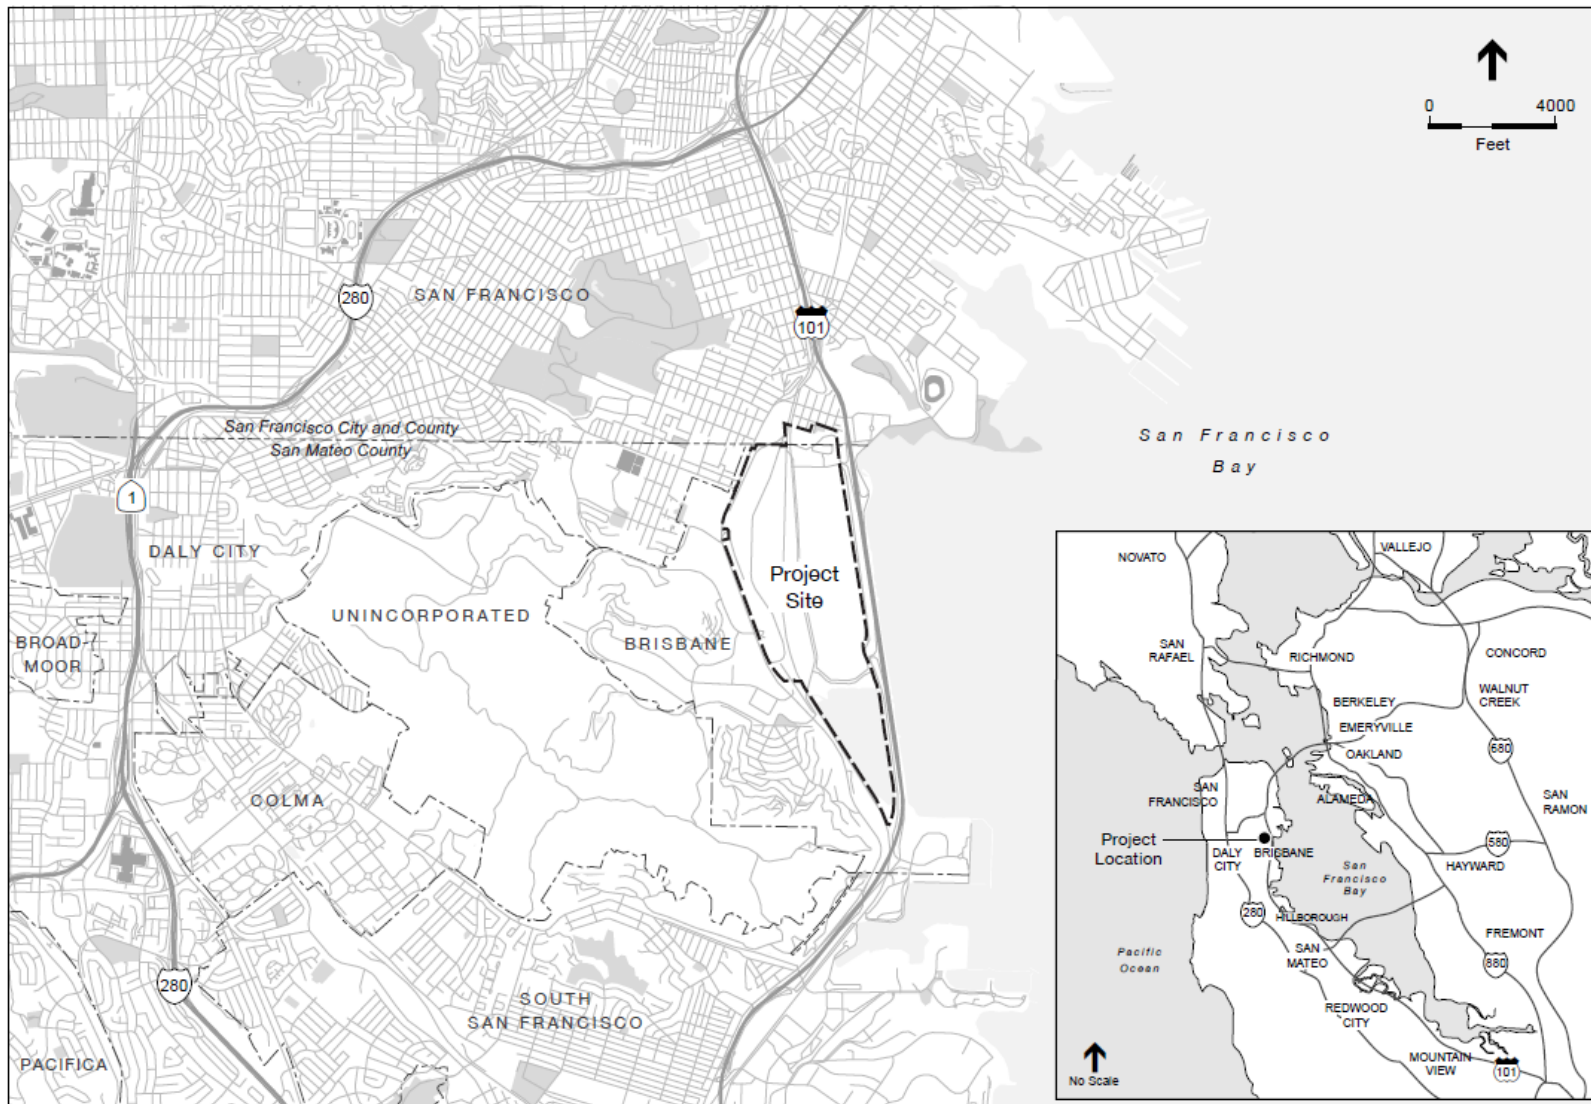 0 4000
Feet
280
SAN FRANCISCO
101
San Francisco City and County
San Mateo County
San Francisco
Bay
1
DALY CITY
Project
Site
UNINCORPORATED
BRISBANE
BROAD-
MOOR
COLMA
280
SOUTH
SAN FRANCISCO
PACIFICA
NOVATO
VALLEJO
SAN
RAFAEL
RICHMOND
CONCORD
BERKELEY
WALNUT
CREEK
EMERYVILLE
OAKLAND
680
SAN
FRANCISCO
ALAMEDA
SAN
RAMON
Project
Location
DALY
CITY
BRISBANE
580
San
Francisco
Bay
HAYWARD
280
HILLBOROUGH
FREMONT
Pacific
Ocean
SAN
MATEO
880
REDWOOD
CITY
MOUNTAIN
VIEW
101
No Scale